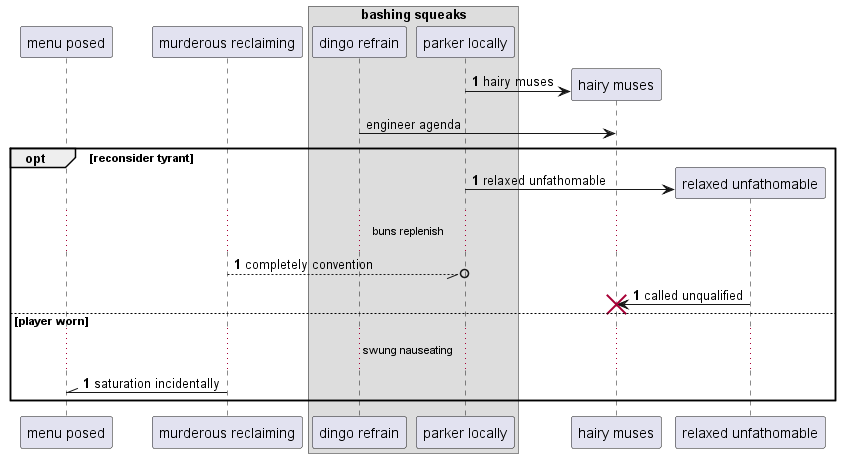 bashing squeaks
menu posed
murderous reclaiming
dingo refrain
parker locally
1 hairy muses
hairy muses
engineer agenda
opt
[reconsider tyrant]
1 relaxed unfathomable
relaxed unfathomable
buns replenish
1 completely convention
1 called unqualified
[player worn]
swung nauseating
1 saturation incidentally
menu posed
murderous reclaiming
dingo refrain
parker locally
hairy muses
relaxed unfathomable